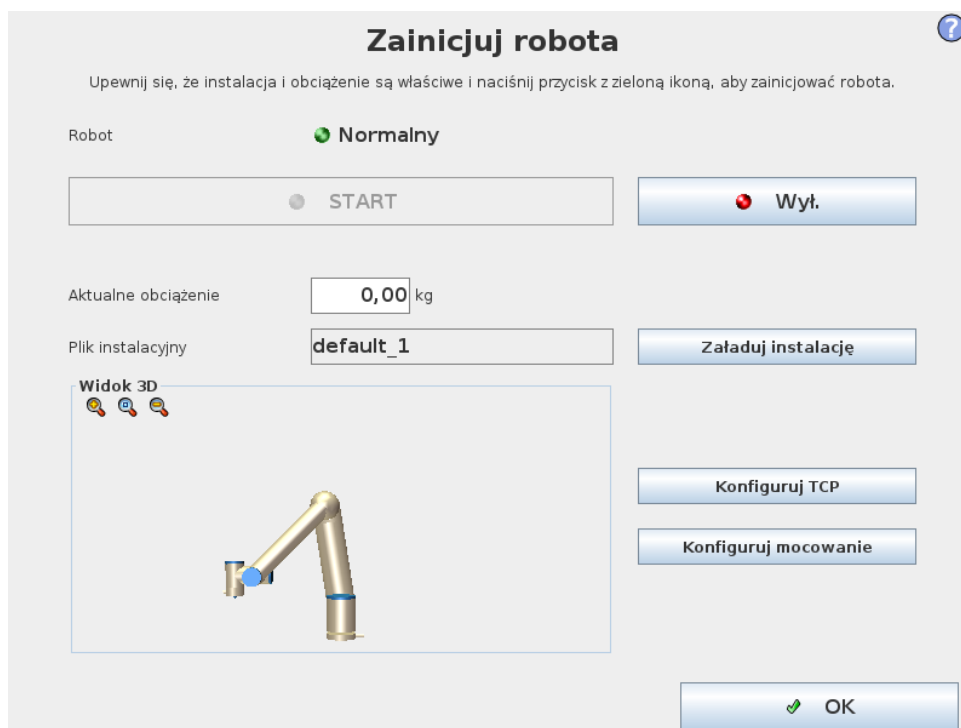 Zainicjuj robota
?
Upewnij się, że instalacja i obciążenie są właściwe i naciśnij przycisk z zieloną ikoną, aby zainicjować robota.
Robot Normalny
START Wył.
Aktualne obciążenie 0,00 kg
Plik instalacyjny default_1 Załaduj instalację
Widok 3D
Konfiguruj TCP
Konfiguruj mocowanie
OK